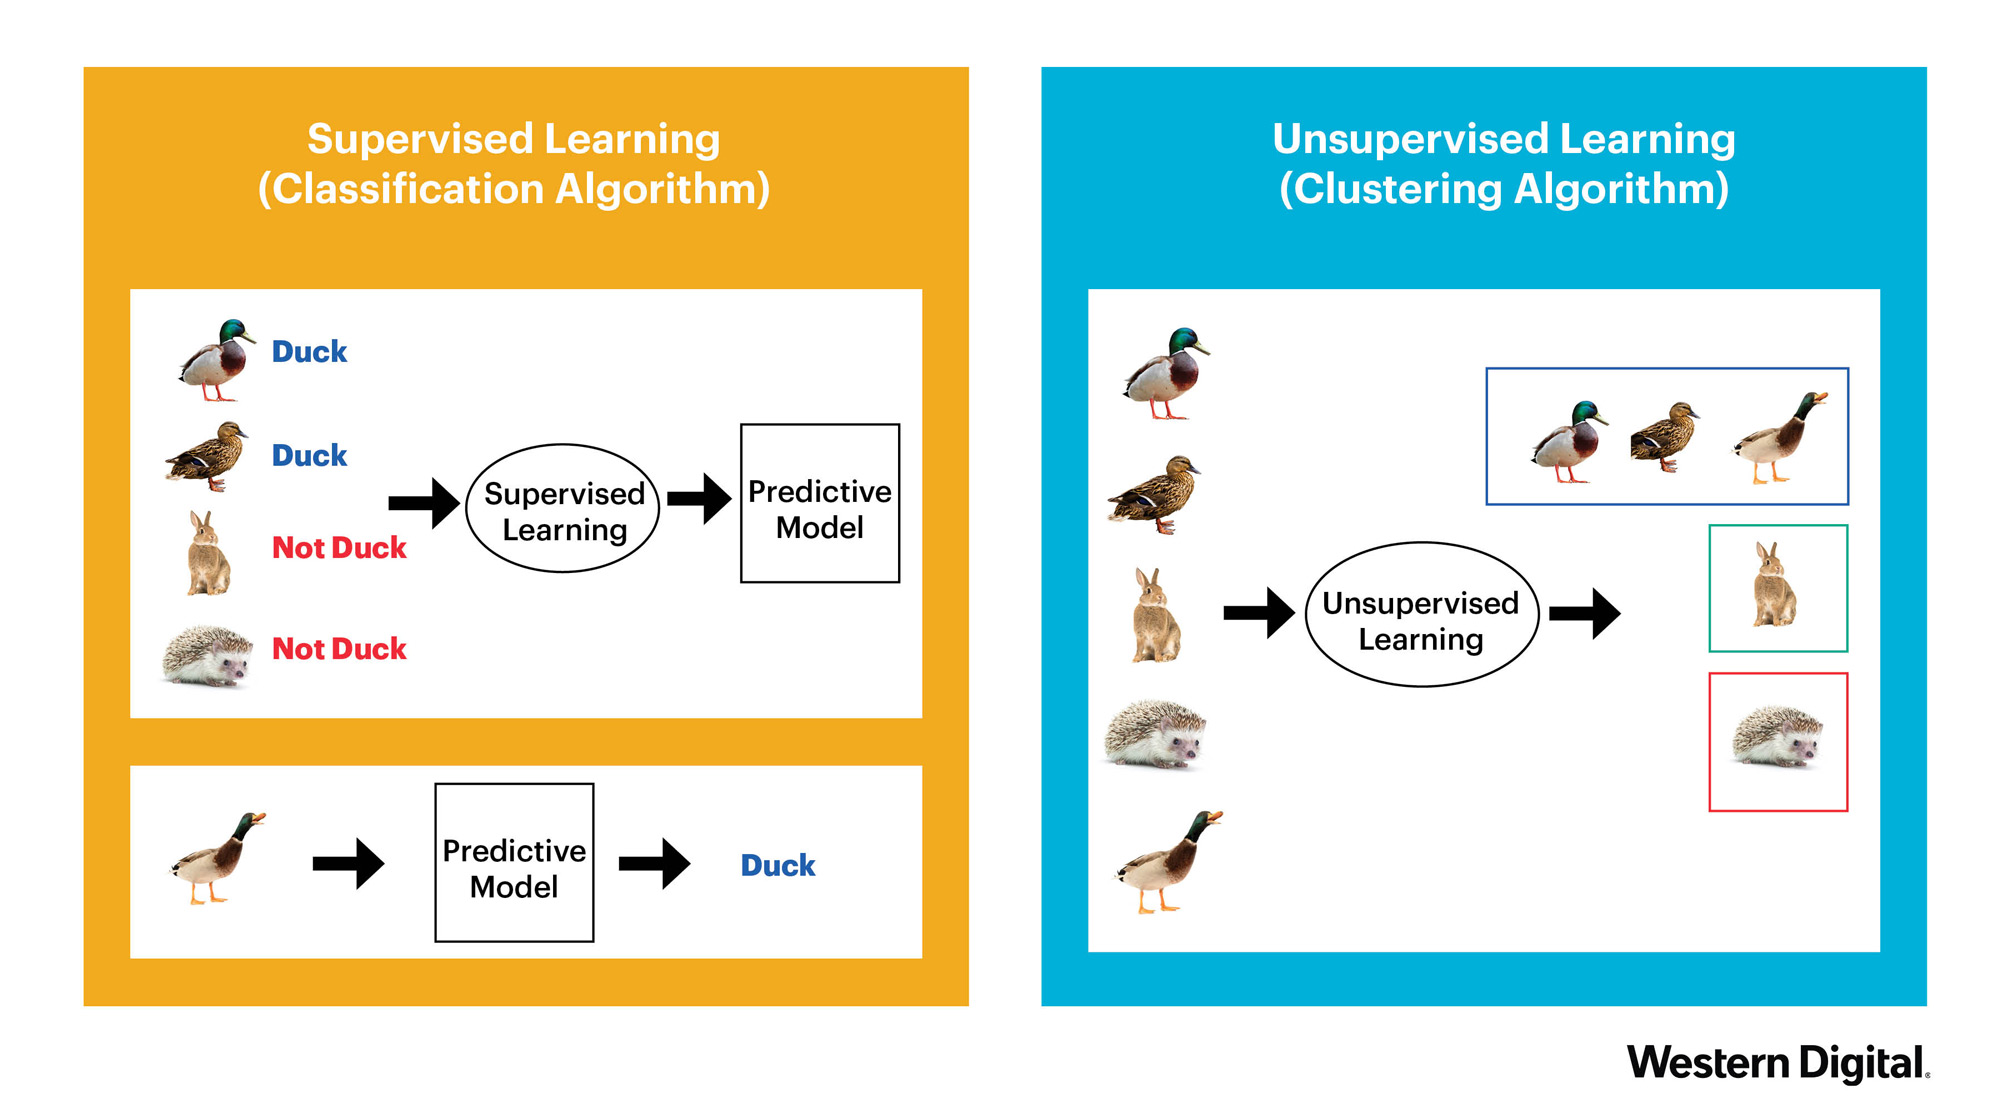 Supervised Learning
(Classification Algorithm)
Duck
Duck
Not Duck
Not Duck
Supervised
Learning
Predictive
Model
Predictive
Model
Duck
Unsupervised Learning
(Clustering Algorithm)
Unsupervised
Learning
Western Digital®